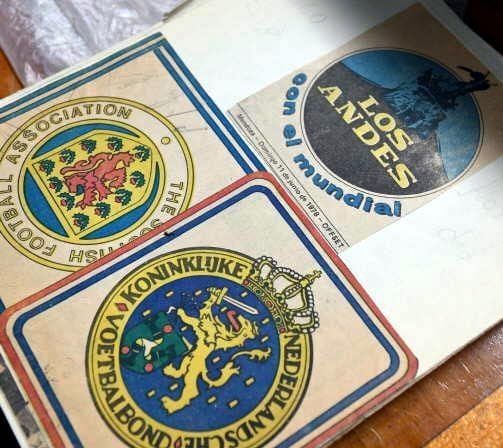 THE SCOTTISH FOOTBALL ASSOCIATION
LOS
ANDES
con el mundial
Mendoza – Domingo 11 de junio de 1978 – OFFSET
KONINKLIJKE NEDERLANDSCHE VOETBALBOND